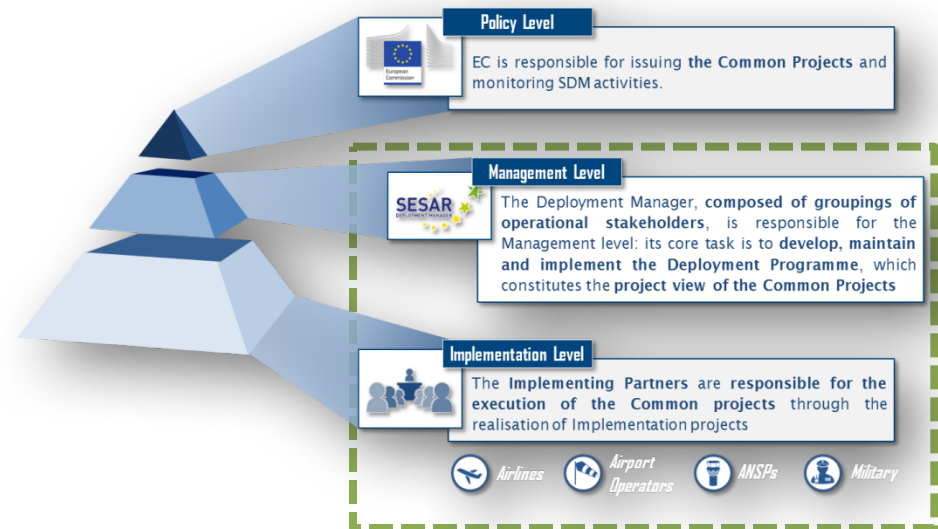 Policy Level
European
Commission
EC is responsible for issuing the Common Projects and
monitoring SDM activities.
Management Level
SESAR
DEPLOYMENT MANAGER
The Deployment Manager, composed of groupings of
operational stakeholders, is responsible for the
Management level: its core task is to develop, maintain
and implement the Deployment Programme, which
constitutes the project view of the Common Projects
Implementation Level
The Implementing Partners are responsible for the
execution of the Common projects through the
realisation of Implementation projects
Airlines
Airport
Operators
ANSPs
Military